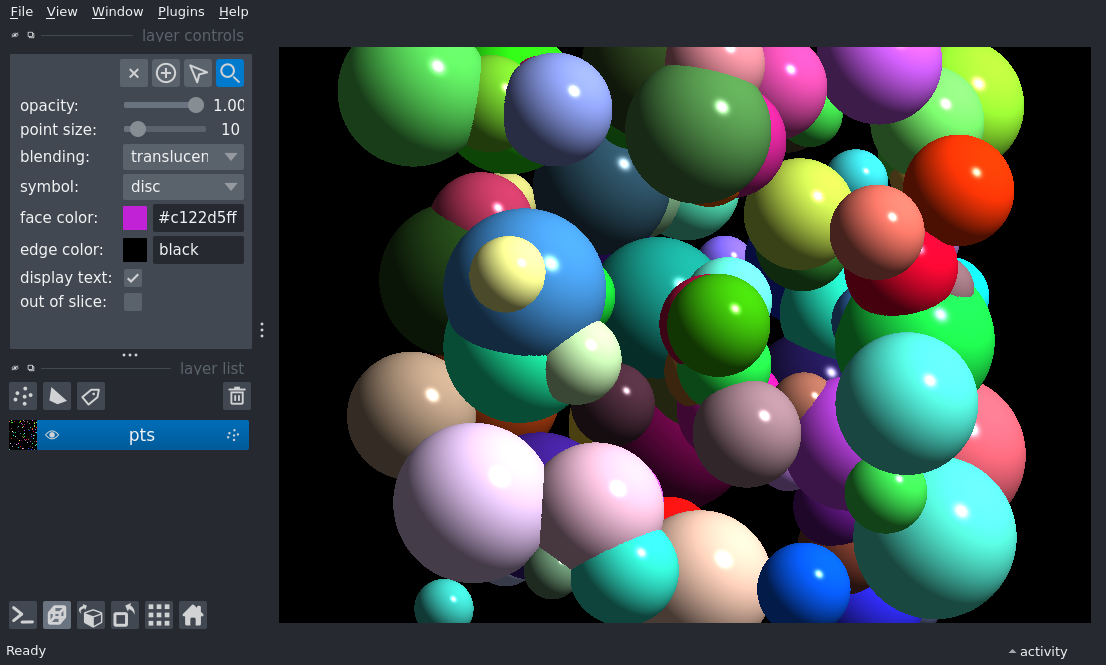 File View Window Plugins Help
layer controls
opacity: 1.00
point size: 10
blending: translucen
symbol: disc
face color: #c122d5ff
edge color: black
display text:
out of slice:
layer list
pts
Ready
activity